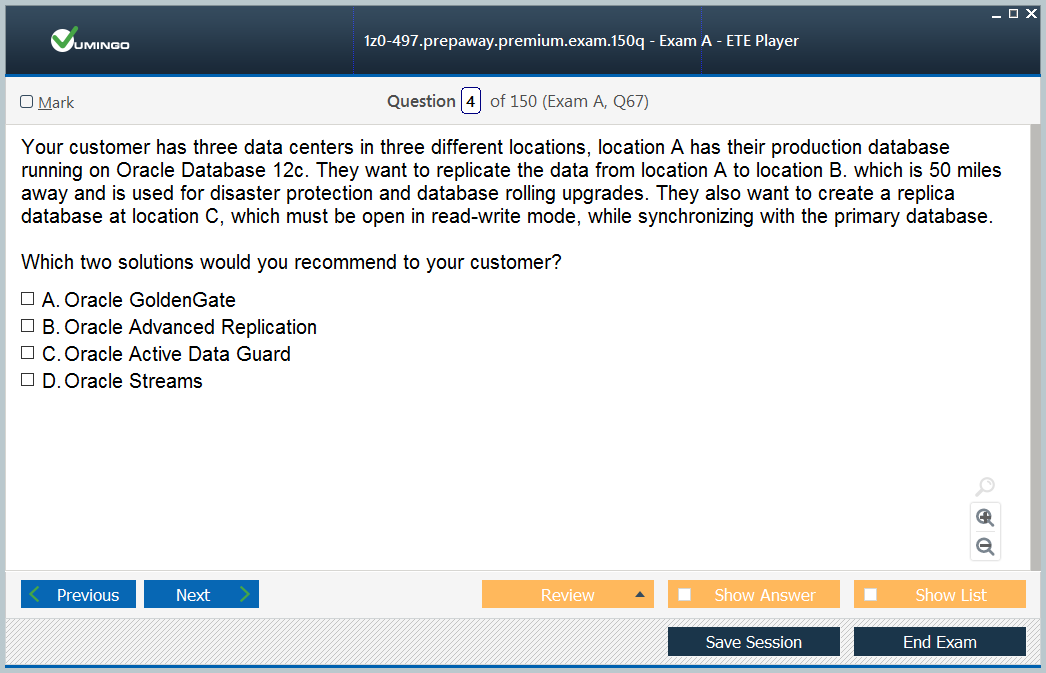 VUMINGO
1z0-497.prepaway.premium.exam.150q - Exam A - ETE Player
Mark
Question 4 of 150 (Exam A, Q67)
Your customer has three data centers in three different locations, location A has their production database
running on Oracle Database 12c. They want to replicate the data from location A to location B. which is 50 miles
away and is used for disaster protection and database rolling upgrades. They also want to create a replica
database at location C, which must be open in read-write mode, while synchronizing with the primary database.
Which two solutions would you recommend to your customer?
A. Oracle GoldenGate
B. Oracle Advanced Replication
C. Oracle Active Data Guard
D. Oracle Streams
Previous Next Review Show Answer Show List
Save Session End Exam